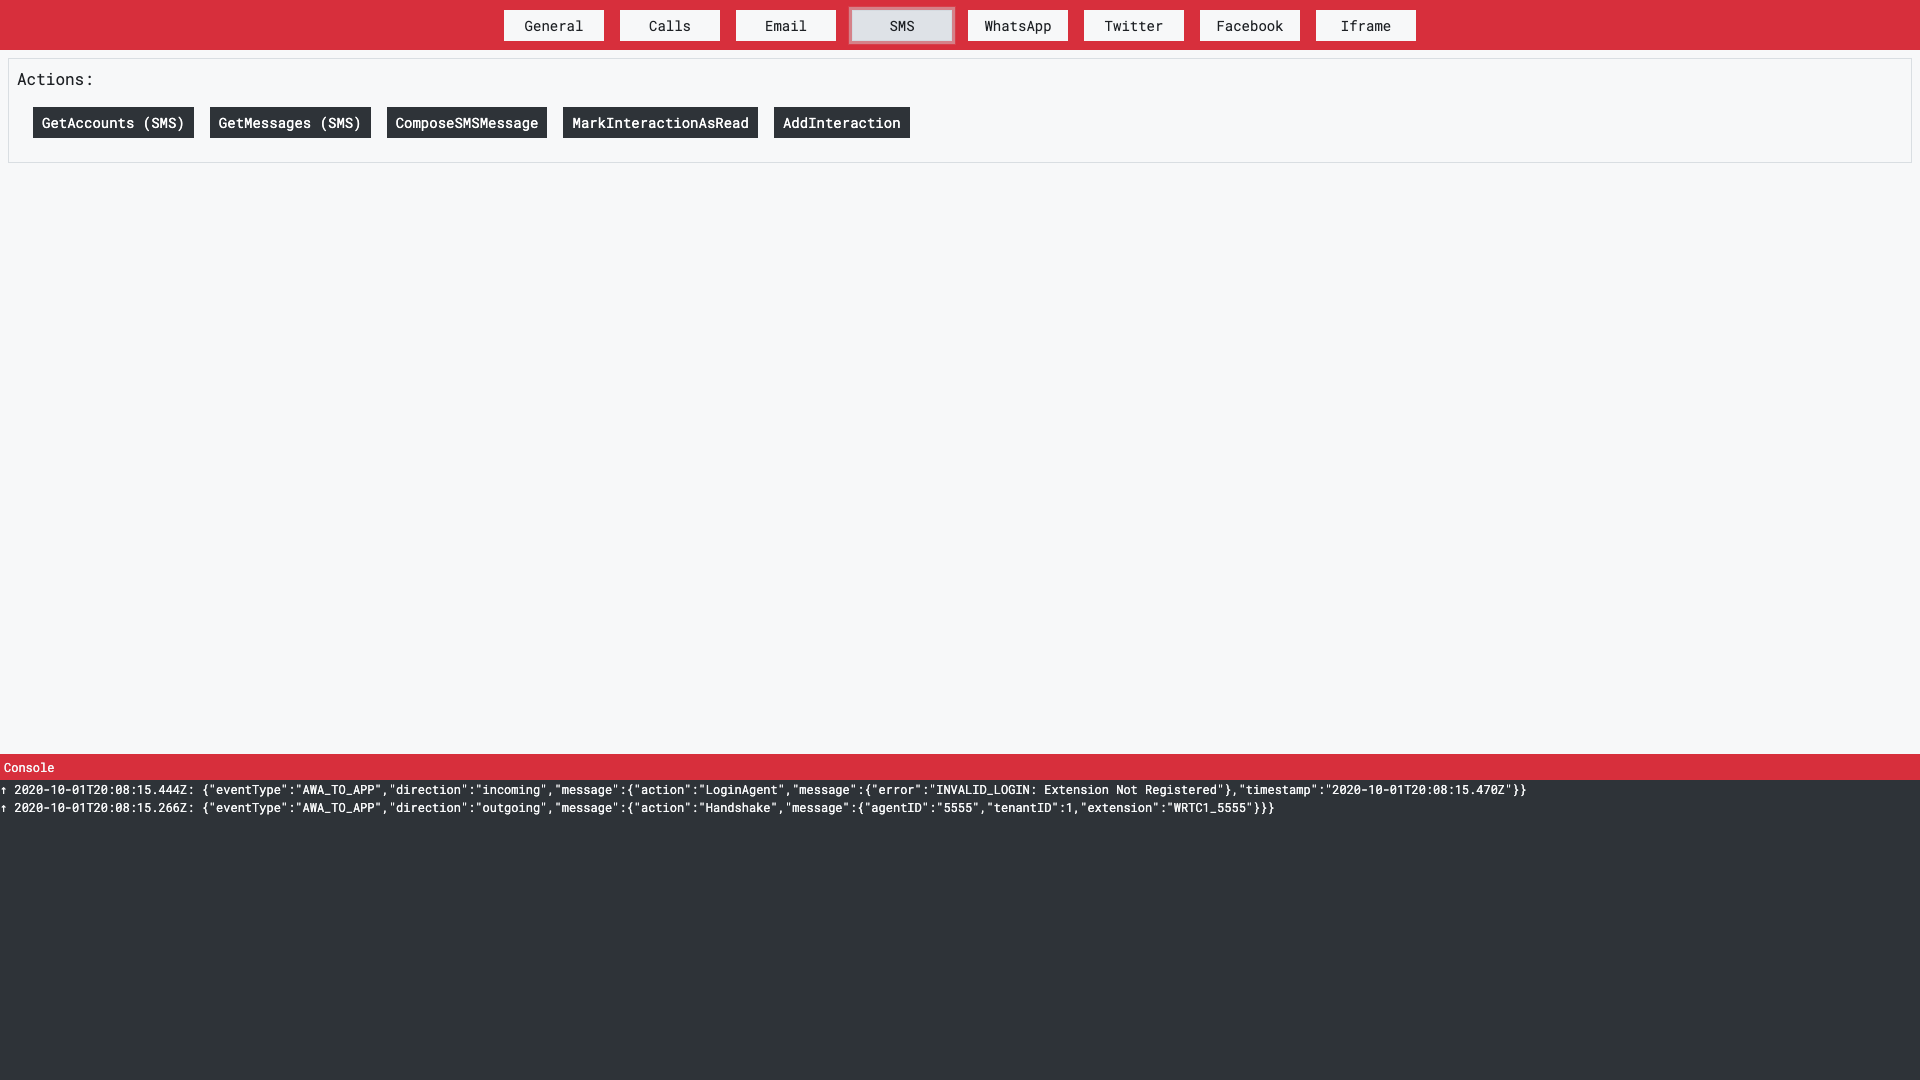 General Calls Email SMS WhatsApp Twitter Facebook Iframe
Actions:
GetAccounts (SMS) GetMessages (SMS) ComposeSMSMessage MarkInteractionAsRead AddInteraction
Console
↑ 2020-10-01T20:08:15.444Z: {"eventType":"AWA_TO_APP","direction":"incoming","message":{"action":"LoginAgent","message":{"error":"INVALID_LOGIN: Extension Not Registered"},"timestamp":"2020-10-01T20:08:15.470Z"}}
↑ 2020-10-01T20:08:15.266Z: {"eventType":"AWA_TO_APP","direction":"outgoing","message":{"action":"Handshake","message":{"agentID":"5555","tenantID":1,"extension":"WRTC1_5555"}}}